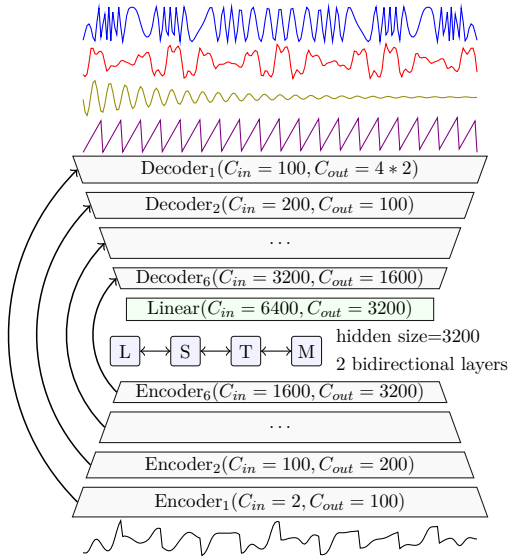 Decoder₁(C_in = 100, C_out = 4 ∗ 2)
Decoder₂(C_in = 200, C_out = 100)
...
Decoder₆(C_in = 3200, C_out = 1600)
Linear(C_in = 6400, C_out = 3200)
hidden size=3200
L S T M
2 bidirectional layers
Encoder₆(C_in = 1600, C_out = 3200)
...
Encoder₂(C_in = 100, C_out = 200)
Encoder₁(C_in = 2, C_out = 100)